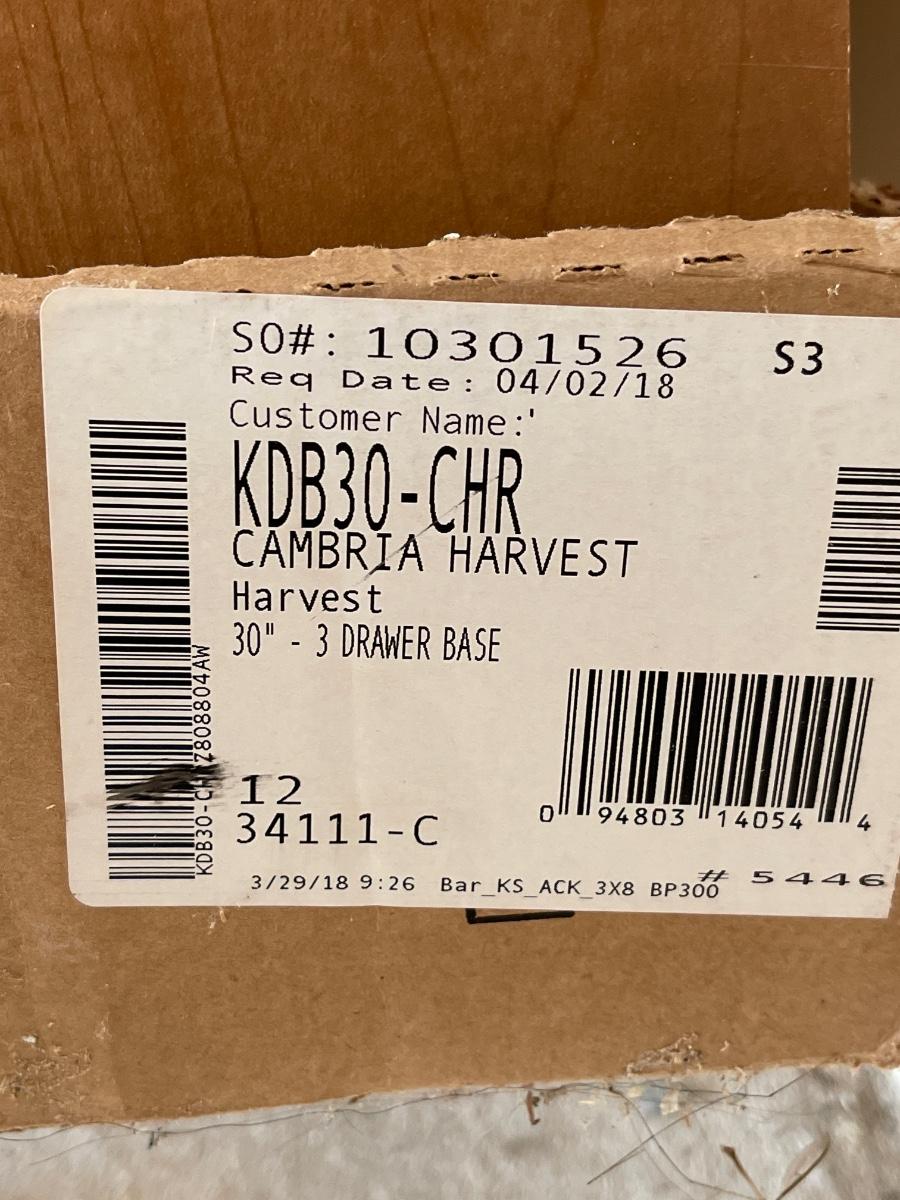 SO#: 10301526 S3
Req Date: 04/02/18
Customer Name:'
KDB30-CHR
CAMBRIA HARVEST
Harvest
30" - 3 DRAWER BASE
12
34111-C
0 94803 14054 4
3/29/18 9:26 Bar_KS_ACK_3X8 BP300 # 5446